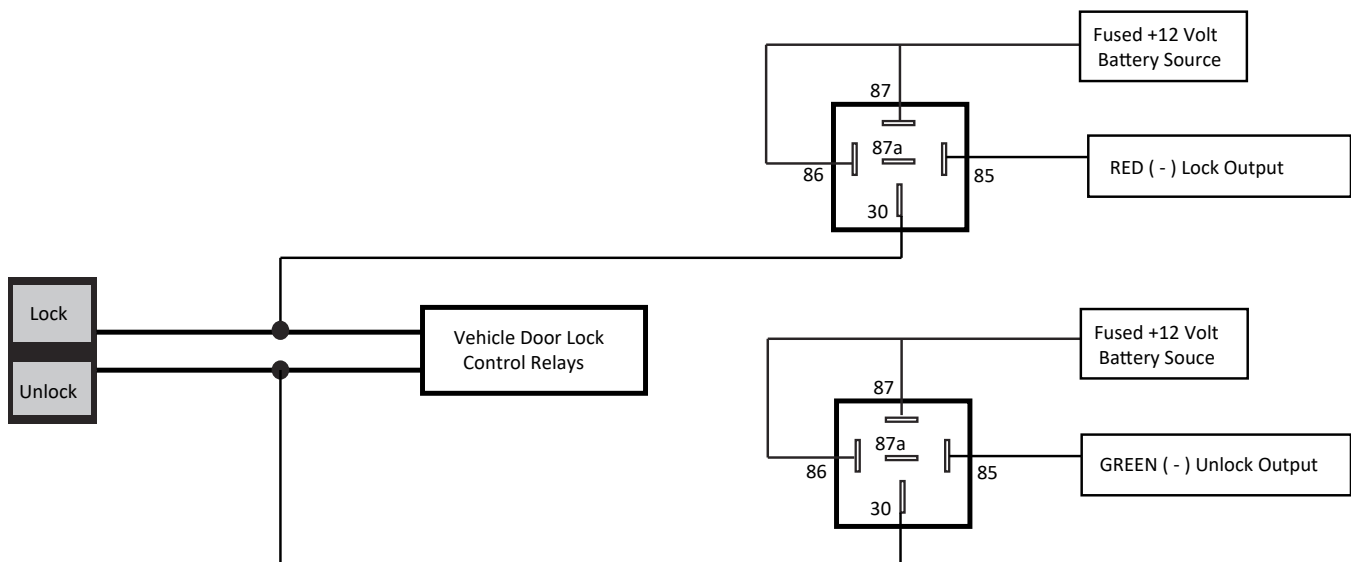 Fused +12 Volt
Battery Source
87
87a
86
85
RED ( - ) Lock Output
30
Lock
Unlock
Vehicle Door Lock
Control Relays
Fused +12 Volt
Battery Souce
87
87a
86
85
GREEN ( - ) Unlock Output
30